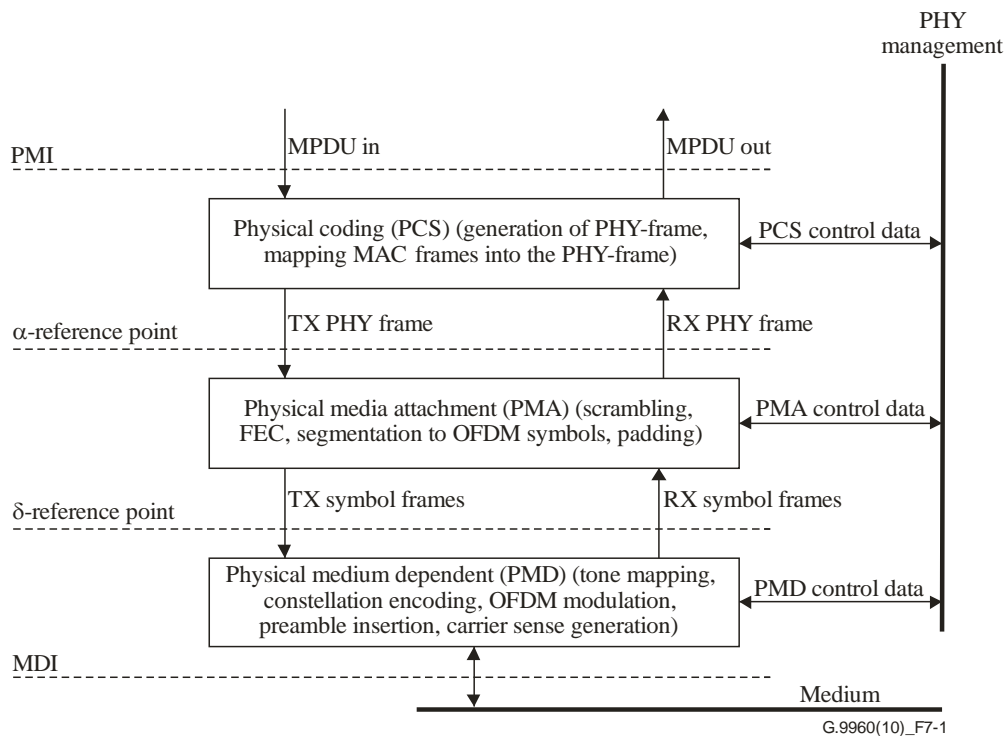 PHY
management
MPDU in
MPDU out
PMI
Physical coding (PCS) (generation of PHY-frame,
mapping MAC frames into the PHY-frame)
PCS control data
TX PHY frame
RX PHY frame
α-reference point
Physical media attachment (PMA) (scrambling,
FEC, segmentation to OFDM symbols, padding)
PMA control data
TX symbol frames
RX symbol frames
δ-reference point
Physical medium dependent (PMD) (tone mapping,
constellation encoding, OFDM modulation,
preamble insertion, carrier sense generation)
PMD control data
MDI
Medium
G.9960(10)_F7-1